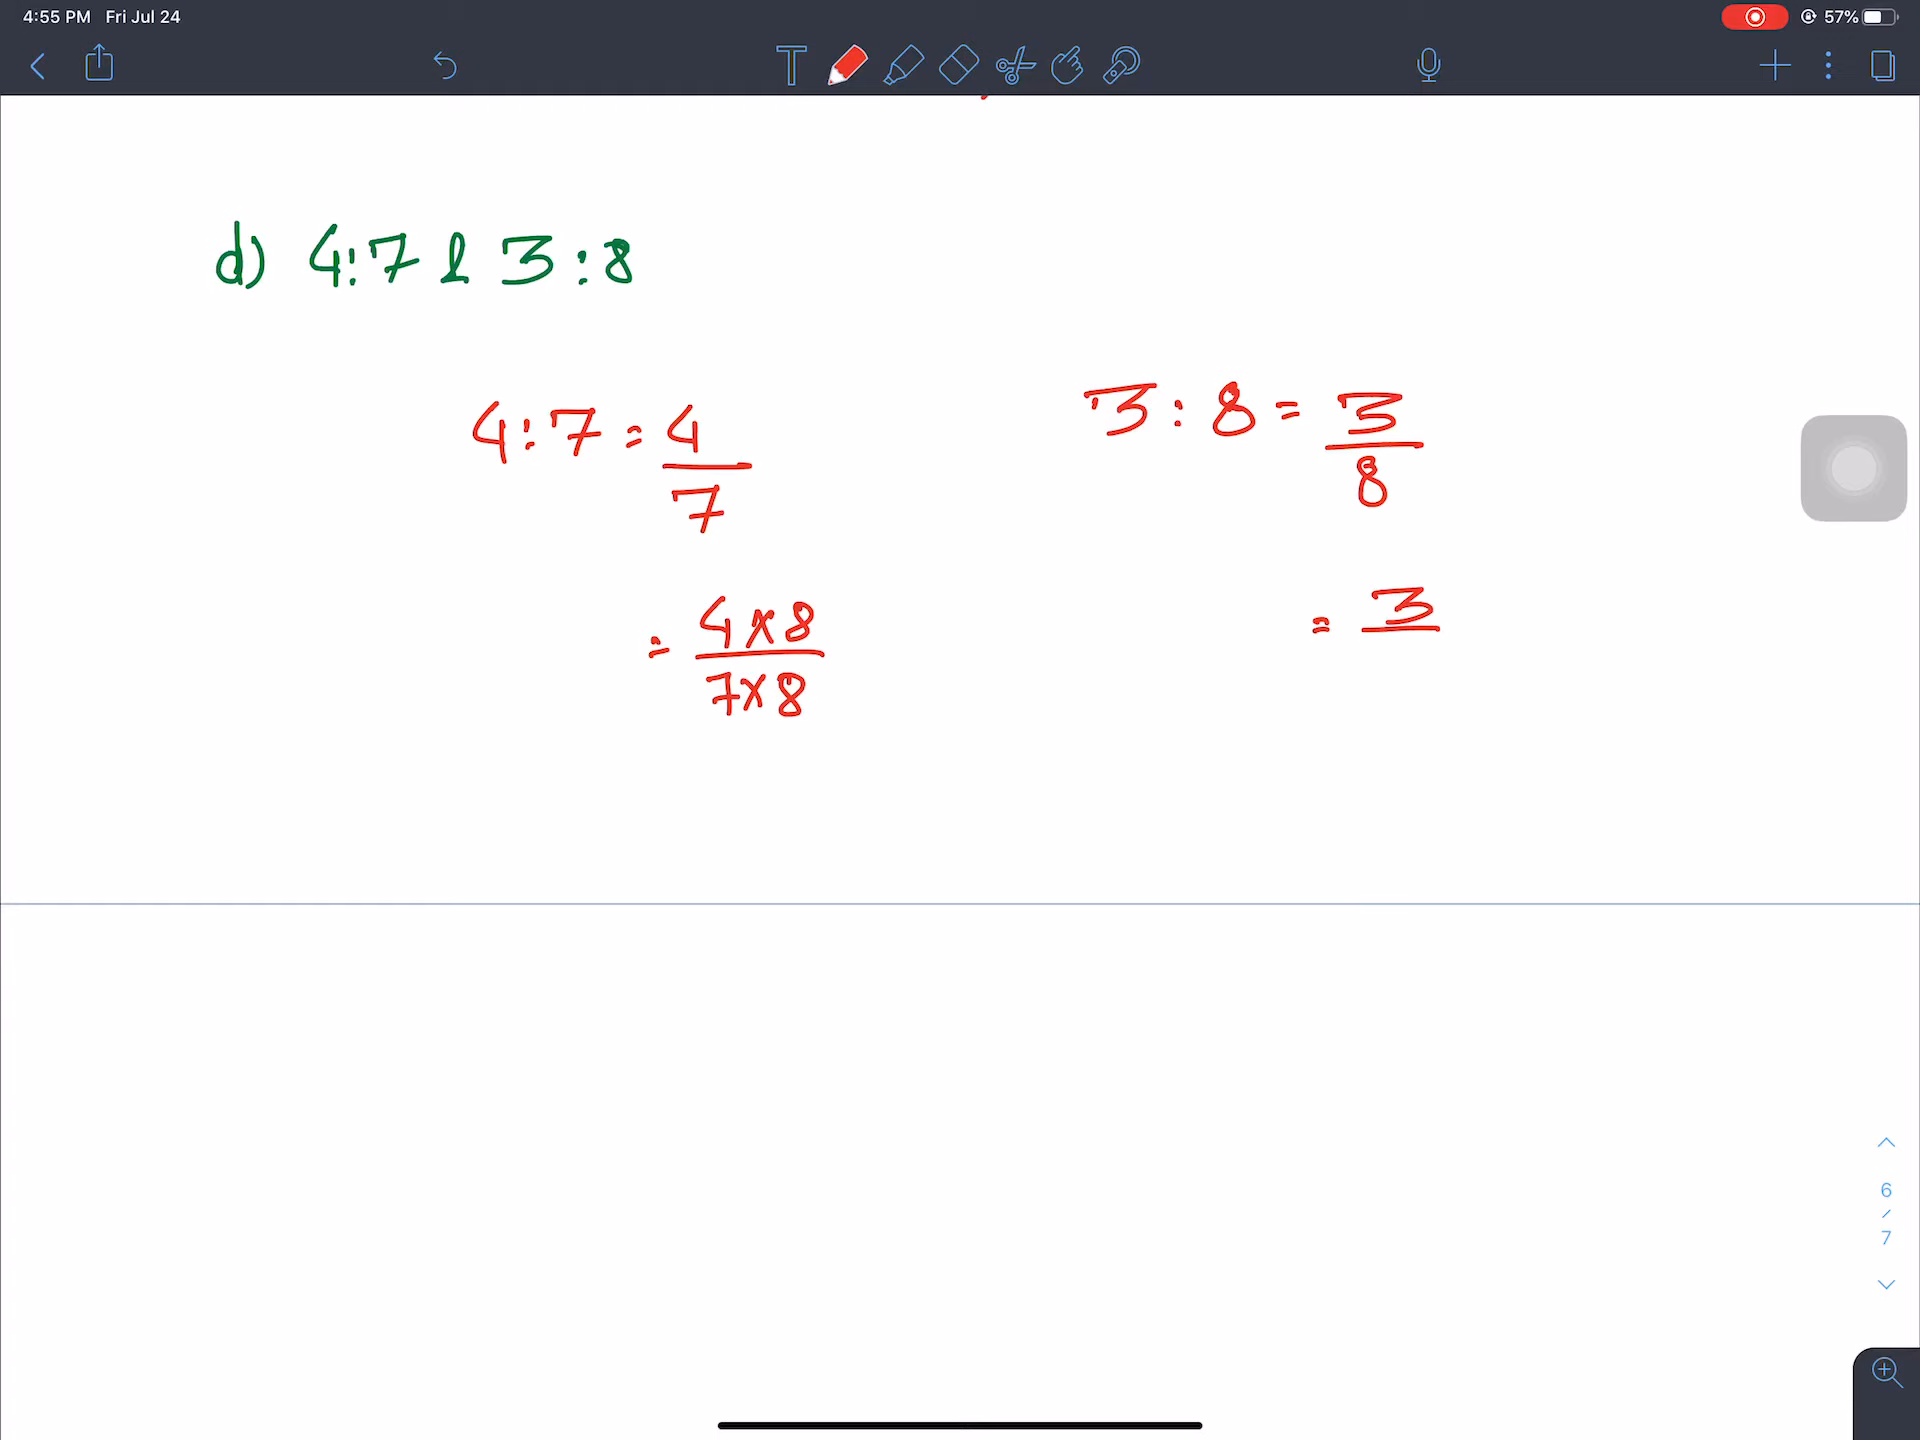 4:55 PM Fri Jul 24 57%
T
d) 4:7 & 3:8
4:7 = 4/7
3:8 = 3/8
= 4x8/7x8
= 3
6/7